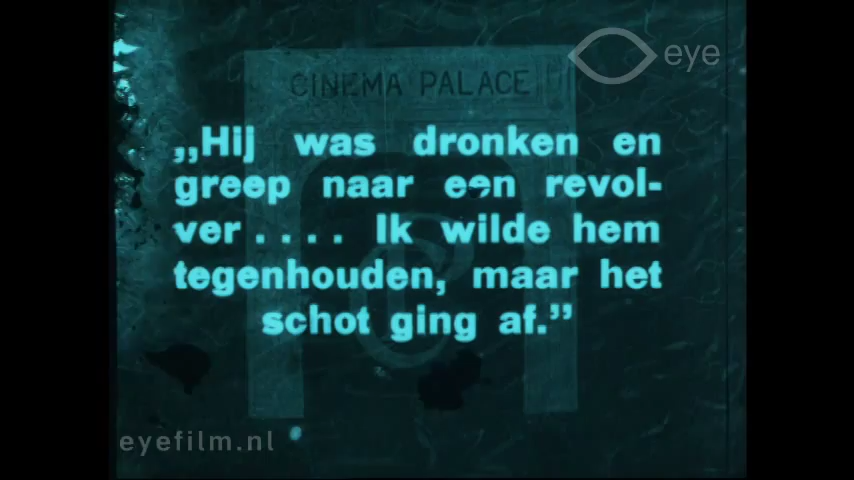 eye
CINEMA PALACE
„Hij was dronken en
greep naar een revol-
ver.... Ik wilde hem
tegenhouden, maar het
schot ging af.”
CP
eyefilm.nl